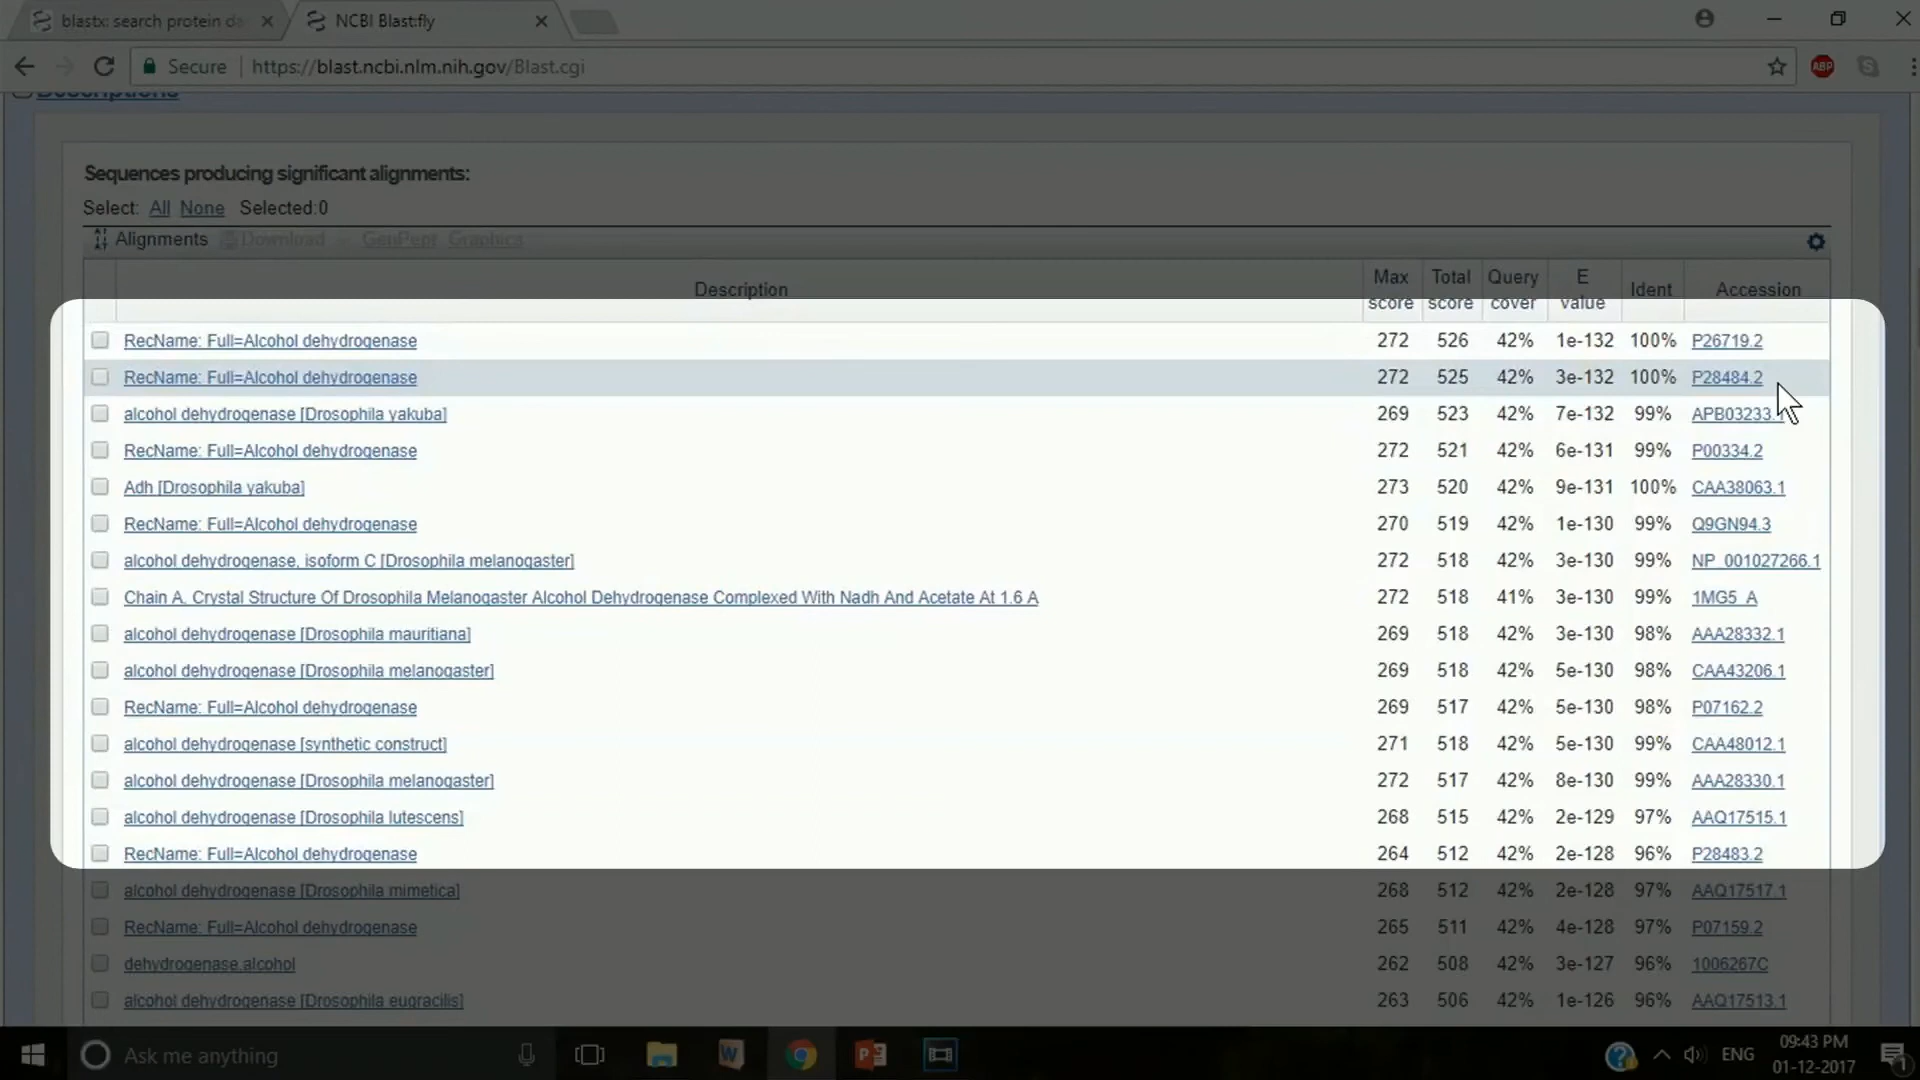 blastx: search protein da
NCBI Blast:fly
Secure https://blast.ncbi.nlm.nih.gov/Blast.cgi
ABP
Descriptions
Sequences producing significant alignments:
Select: All None Selected:0
Alignments Download GenPept Graphics
Description Max score Total score Query cover E value Ident Accession
RecName: Full=Alcohol dehydrogenase 272 526 42% 1e-132 100% P26719.2
RecName: Full=Alcohol dehydrogenase 272 525 42% 3e-132 100% P28484.2
alcohol dehydrogenase [Drosophila yakuba] 269 523 42% 7e-132 99% APB03233.
RecName: Full=Alcohol dehydrogenase 272 521 42% 6e-131 99% P00334.2
Adh [Drosophila yakuba] 273 520 42% 9e-131 100% CAA38063.1
RecName: Full=Alcohol dehydrogenase 270 519 42% 1e-130 99% Q9GN94.3
alcohol dehydrogenase, isoform C [Drosophila melanogaster] 272 518 42% 3e-130 99% NP_001027266.1
Chain A, Crystal Structure Of Drosophila Melanogaster Alcohol Dehydrogenase Complexed With Nadh And Acetate At 1.6 A 272 518 41% 3e-130 99% 1MG5_A
alcohol dehydrogenase [Drosophila mauritiana] 269 518 42% 3e-130 98% AAA28332.1
alcohol dehydrogenase [Drosophila melanogaster] 269 518 42% 5e-130 98% CAA43206.1
RecName: Full=Alcohol dehydrogenase 269 517 42% 5e-130 98% P07162.2
alcohol dehydrogenase [synthetic construct] 271 518 42% 5e-130 99% CAA48012.1
alcohol dehydrogenase [Drosophila melanogaster] 272 517 42% 8e-130 99% AAA28330.1
alcohol dehydrogenase [Drosophila lutescens] 268 515 42% 2e-129 97% AAQ17515.1
RecName: Full=Alcohol dehydrogenase 264 512 42% 2e-128 96% P28483.2
alcohol dehydrogenase [Drosophila mimetica] 268 512 42% 2e-128 97% AAQ17517.1
RecName: Full=Alcohol dehydrogenase 265 511 42% 4e-128 97% P07159.2
dehydrogenase,alcohol 262 508 42% 3e-127 96% 1006267C
alcohol dehydrogenase [Drosophila eugracilis] 263 506 42% 1e-126 96% AAQ17513.1
Ask me anything
ENG
09:43 PM
01-12-2017
1